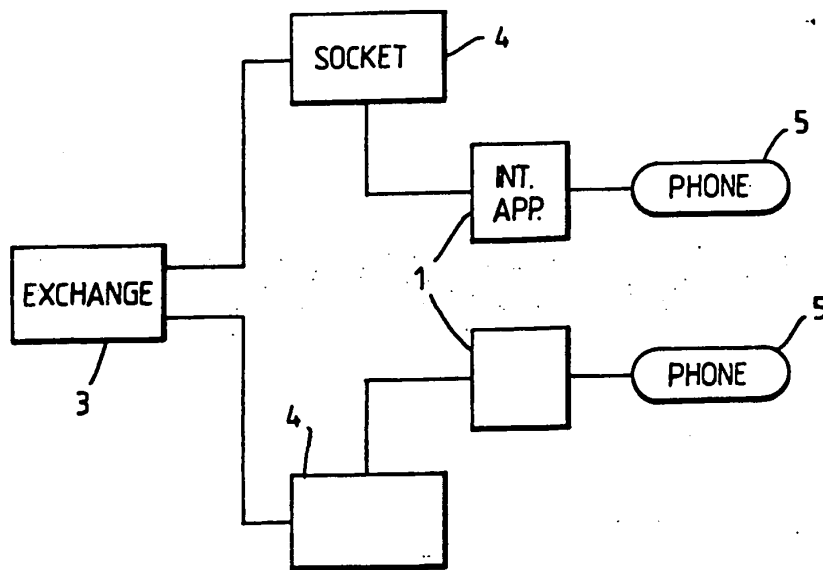 4
SOCKET
5
INT.
APP.
PHONE
EXCHANGE
1
5
3
PHONE
4